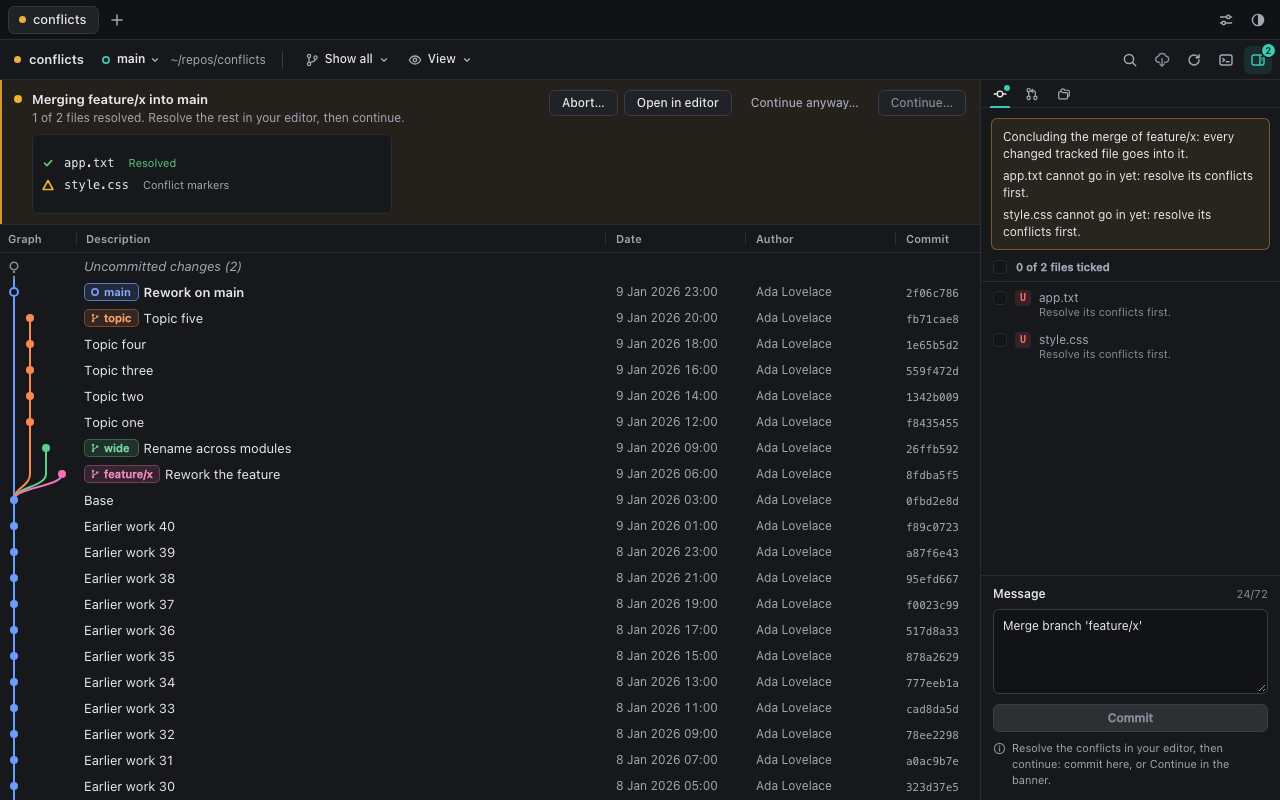 conflicts
conflicts main ~/repos/conflicts Show all View 2
Merging feature/x into main
1 of 2 files resolved. Resolve the rest in your editor, then continue.
Abort... Open in editor Continue anyway... Continue...
app.txt Resolved
style.css Conflict markers
Graph Description Date Author Commit
Uncommitted changes (2)
main Rework on main 9 Jan 2026 23:00 Ada Lovelace 2f06c786
topic Topic five 9 Jan 2026 20:00 Ada Lovelace fb71cae8
Topic four 9 Jan 2026 18:00 Ada Lovelace 1e65b5d2
Topic three 9 Jan 2026 16:00 Ada Lovelace 559f472d
Topic two 9 Jan 2026 14:00 Ada Lovelace 1342b009
Topic one 9 Jan 2026 12:00 Ada Lovelace f8435455
wide Rename across modules 9 Jan 2026 09:00 Ada Lovelace 26ffb592
feature/x Rework the feature 9 Jan 2026 06:00 Ada Lovelace 8fdba5f5
Base 9 Jan 2026 03:00 Ada Lovelace 0fbd2e8d
Earlier work 40 9 Jan 2026 01:00 Ada Lovelace f89c0723
Earlier work 39 8 Jan 2026 23:00 Ada Lovelace a87f6e43
Earlier work 38 8 Jan 2026 21:00 Ada Lovelace 95efd667
Earlier work 37 8 Jan 2026 19:00 Ada Lovelace f0023c99
Earlier work 36 8 Jan 2026 17:00 Ada Lovelace 517d8a33
Earlier work 35 8 Jan 2026 15:00 Ada Lovelace 878a2629
Earlier work 34 8 Jan 2026 13:00 Ada Lovelace 777eeb1a
Earlier work 33 8 Jan 2026 11:00 Ada Lovelace cad8da5d
Earlier work 32 8 Jan 2026 09:00 Ada Lovelace 78ee2298
Earlier work 31 8 Jan 2026 07:00 Ada Lovelace a0ac9b7e
Earlier work 30 8 Jan 2026 05:00 Ada Lovelace 323d37e5
Concluding the merge of feature/x: every
changed tracked file goes into it.
app.txt cannot go in yet: resolve its conflicts
first.
style.css cannot go in yet: resolve its
conflicts first.
0 of 2 files ticked
U app.txt
Resolve its conflicts first.
U style.css
Resolve its conflicts first.
Message 24/72
Merge branch 'feature/x'
Commit
Resolve the conflicts in your editor, then
continue: commit here, or Continue in the
banner.